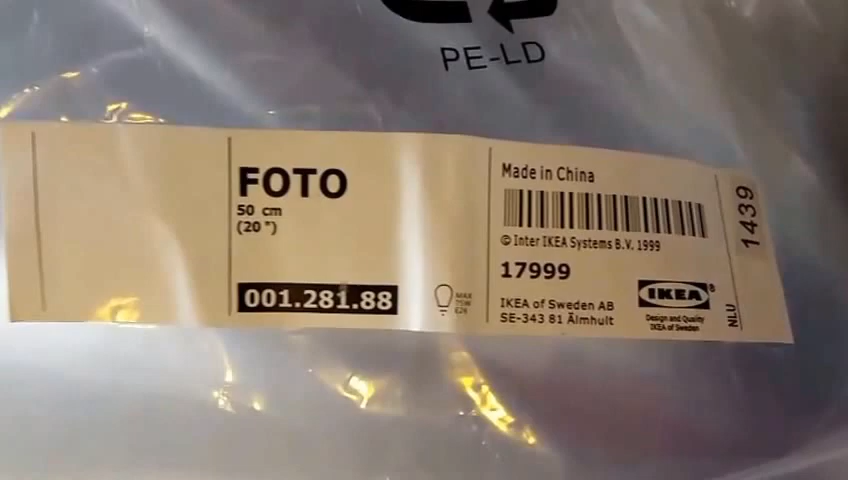 PE-LD
FOTO
50 cm
(20")
001.281.88
MAX
75W
E26
Made in China
© Inter IKEA Systems B.V. 1999
17999
IKEA of Sweden AB
SE-343 81 Älmhult
IKEA®
Design and Quality
IKEA of Sweden
NLU
1439